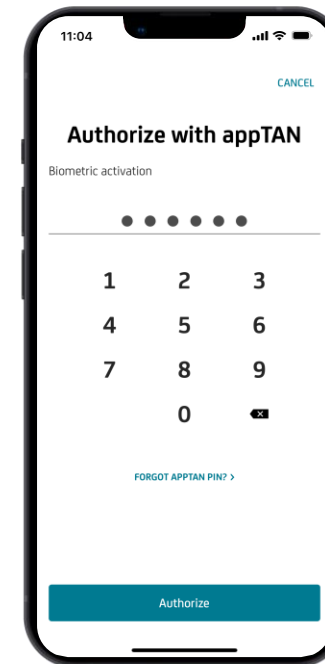 11:04
CANCEL
Authorize with appTAN
Biometric activation
1 2 3
4 5 6
7 8 9
0
FORGOT APPTAN PIN? >
Authorize